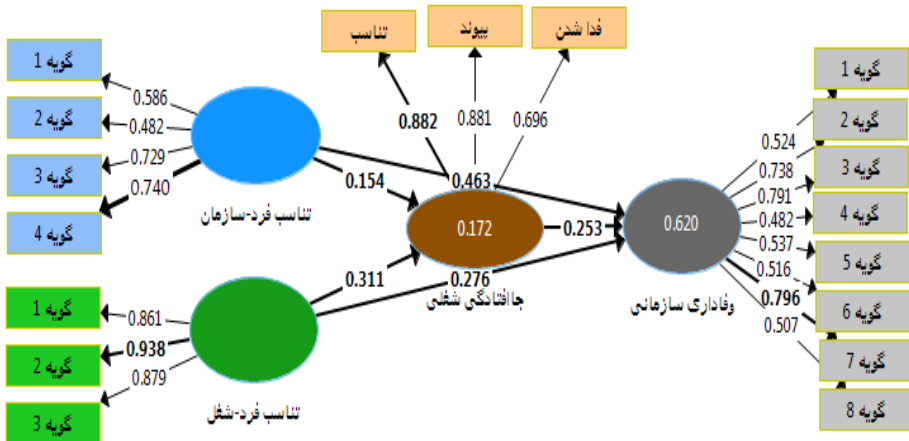 تناسب
پیوند
فدا شدن
گویه 1
گویه 2
گویه 3
گویه 4
0.586
0.482
0.729
0.740
تناسب فرد-سازمان
گویه 1
گویه 2
گویه 3
0.861
0.938
0.879
تناسب فرد-شغل
0.882
0.881
0.696
0.154
0.463
0.311
0.276
0.253
0.172
جاافتادگی شغلی
0.620
وفاداری سازمانی
0.524
0.738
0.791
0.482
0.537
0.516
0.796
0.507
گویه 1
گویه 2
گویه 3
گویه 4
گویه 5
گویه 6
گویه 7
گویه 8